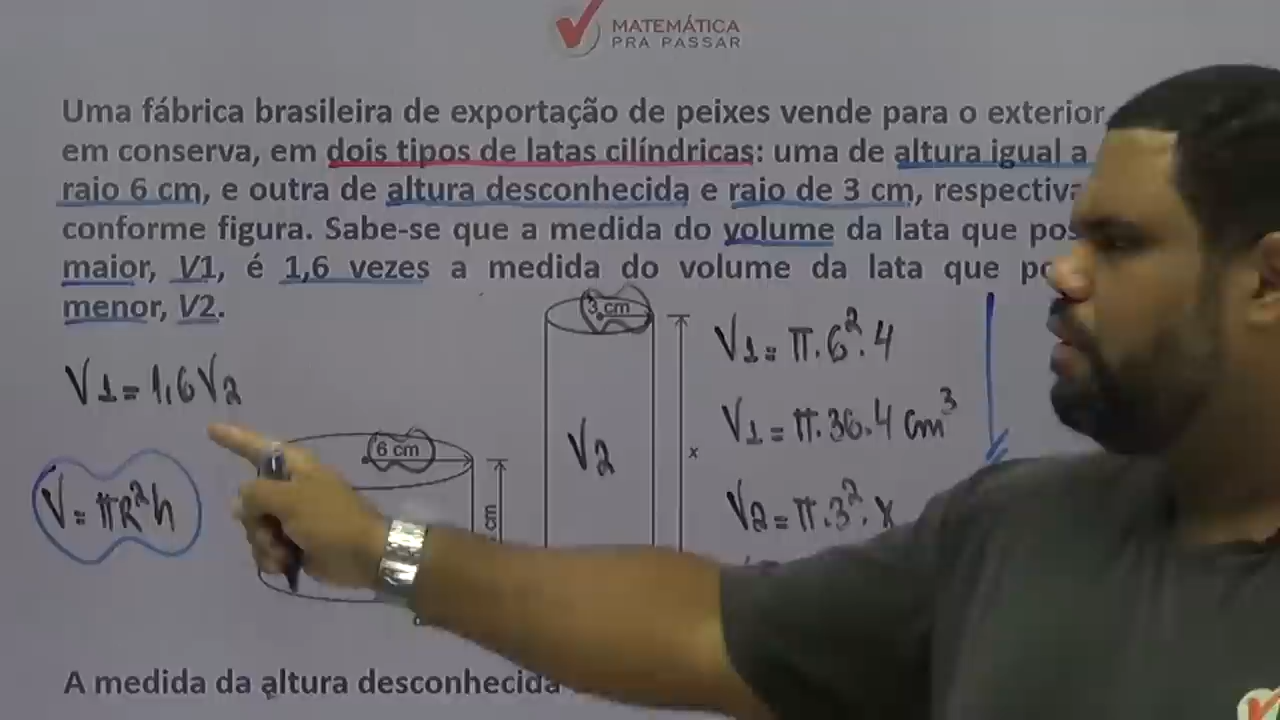 MATEMÁTICA
PRA PASSAR
Uma fábrica brasileira de exportação de peixes vende para o exterior,
em conserva, em dois tipos de latas cilíndricas: uma de altura igual a
raio 6 cm, e outra de altura desconhecida e raio de 3 cm,
conforme figura. Sabe-se que a medida do volume da lata que
maior, V1, é 1,6 vezes a medida do volume da lata que
menor, V2.
V1 = 1,6 V2
V = πR²h
6 cm
cm
3 cm
V2
x
V1 = π.6².4
V1 = π.36.4 cm³
V2 = π.3².x
A medida da altura desconhecida